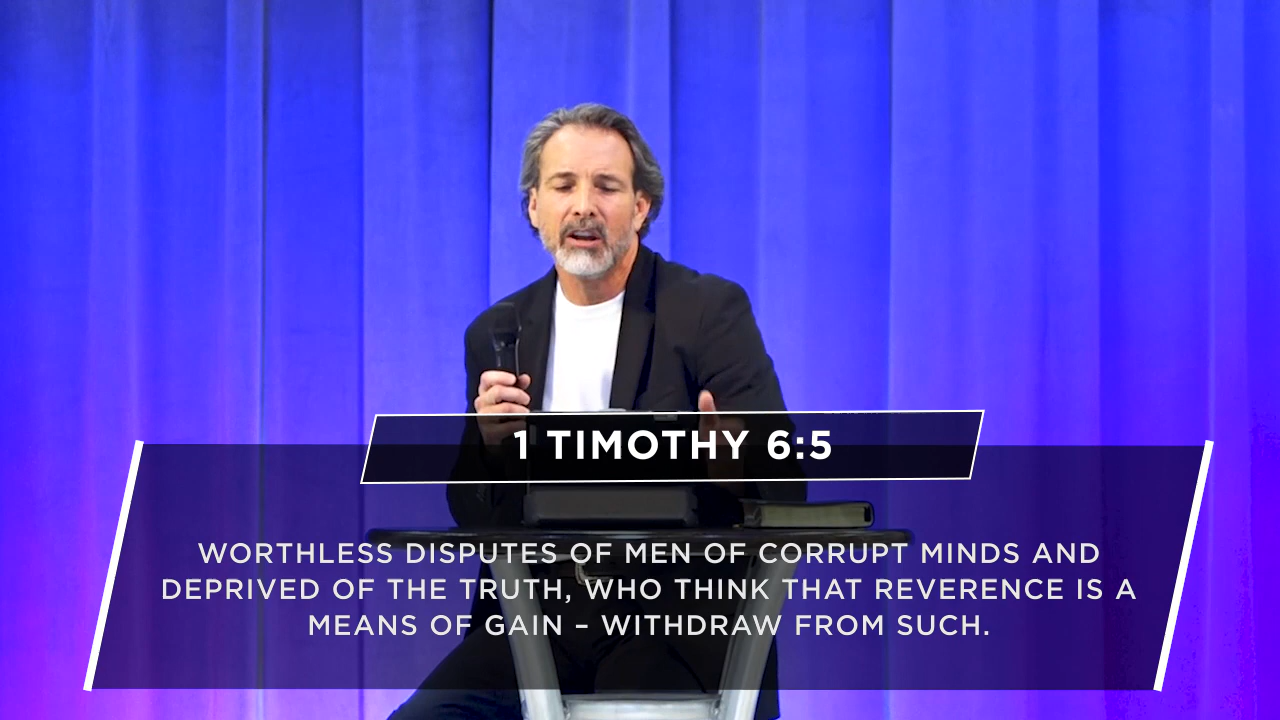 1 TIMOTHY 6:5
WORTHLESS DISPUTES OF MEN OF CORRUPT MINDS AND
DEPRIVED OF THE TRUTH, WHO THINK THAT REVERENCE IS A
MEANS OF GAIN – WITHDRAW FROM SUCH.